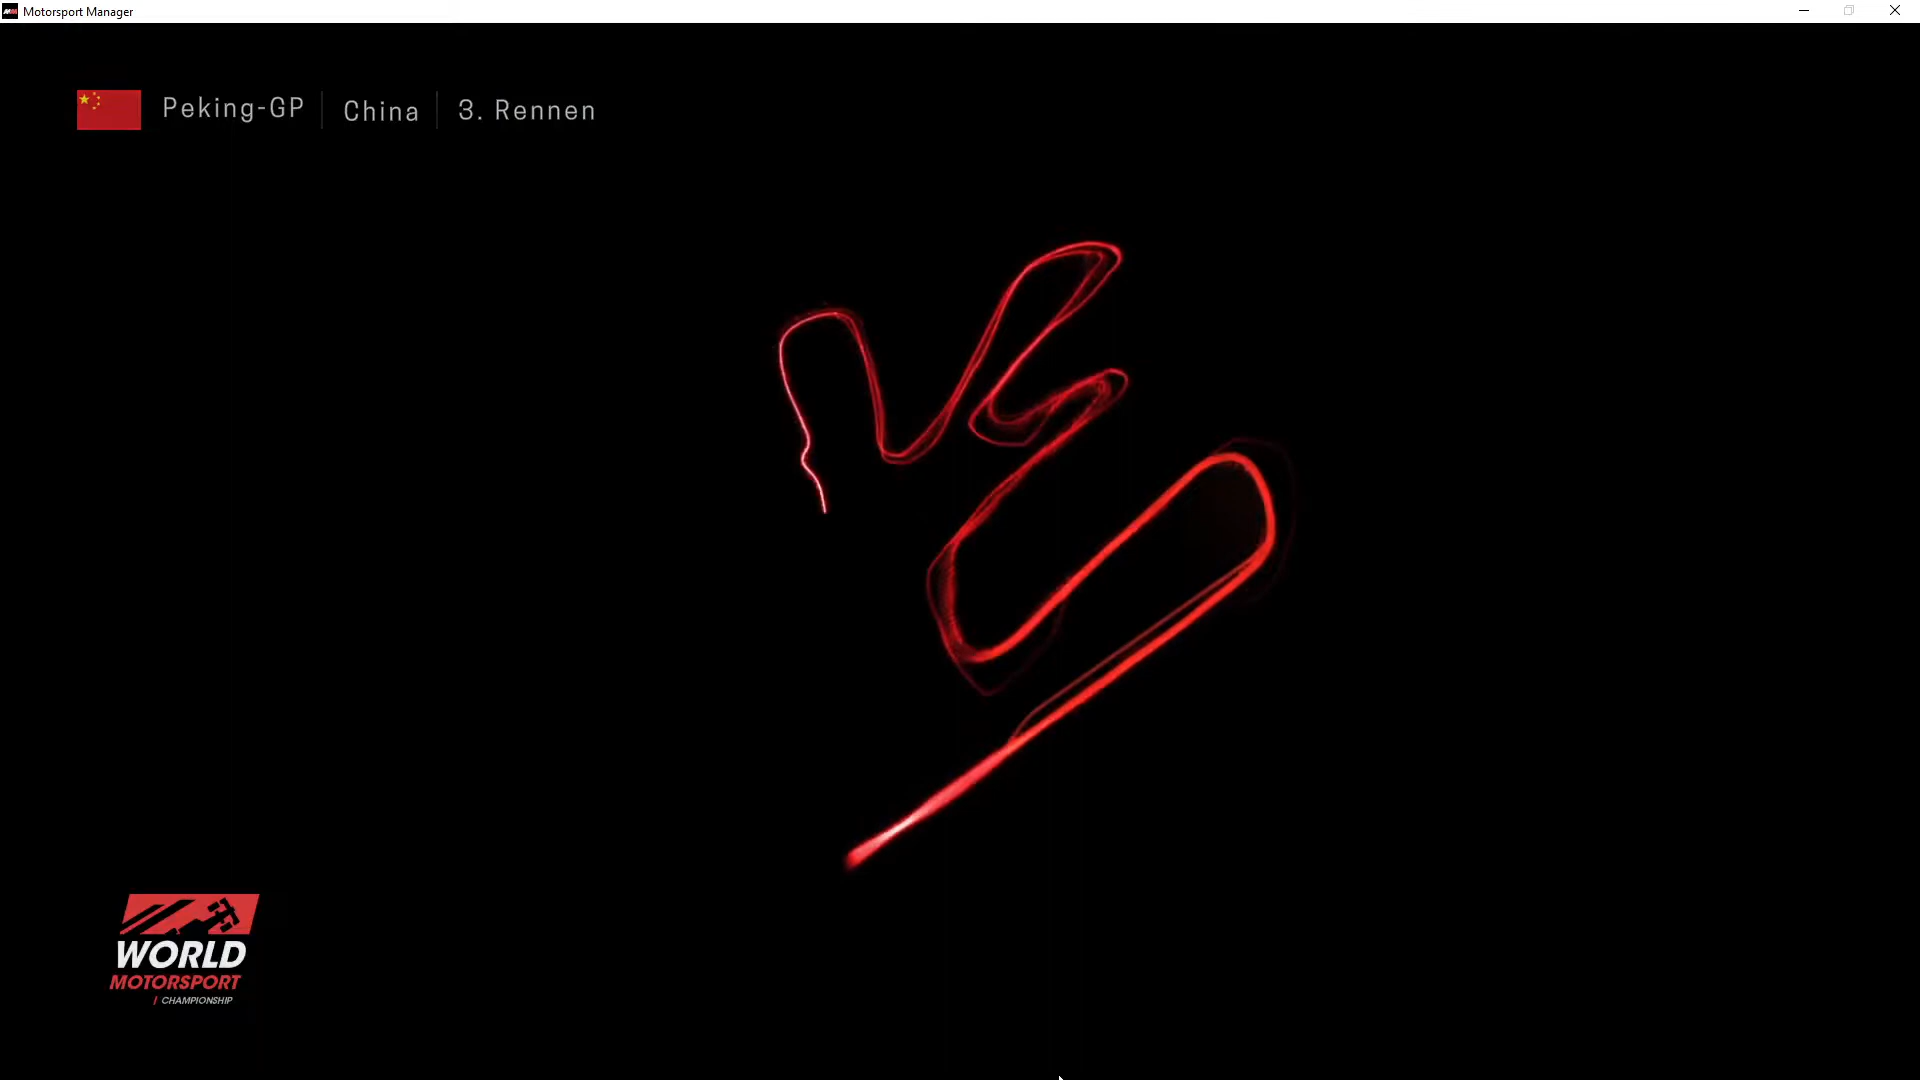 Motorsport Manager
Peking-GP China 3. Rennen
WORLD
MOTORSPORT
CHAMPIONSHIP